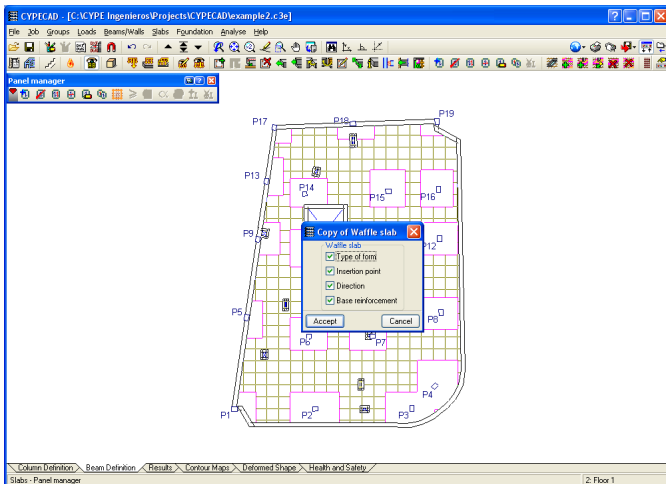 CYPECAD - [C:\CYPE Ingenieros\Projects\CYPECAD\example2.c3e]
File Job Groups Loads Beams/Walls Slabs Foundation Analyse Help
Panel manager
P17 P18 P19
P13 P14 P15 P16
Copy of Waffle slab
P9 P12
Waffle slab
Type of form
Insertion point
Direction
Base reinforcement
Accept Cancel
P5 P8
P6 P7
P4
P1 P2 P3
Column Definition Beam Definition Results Contour Maps Deformed Shape Health and Safety
Slabs - Panel manager 2: Floor 1